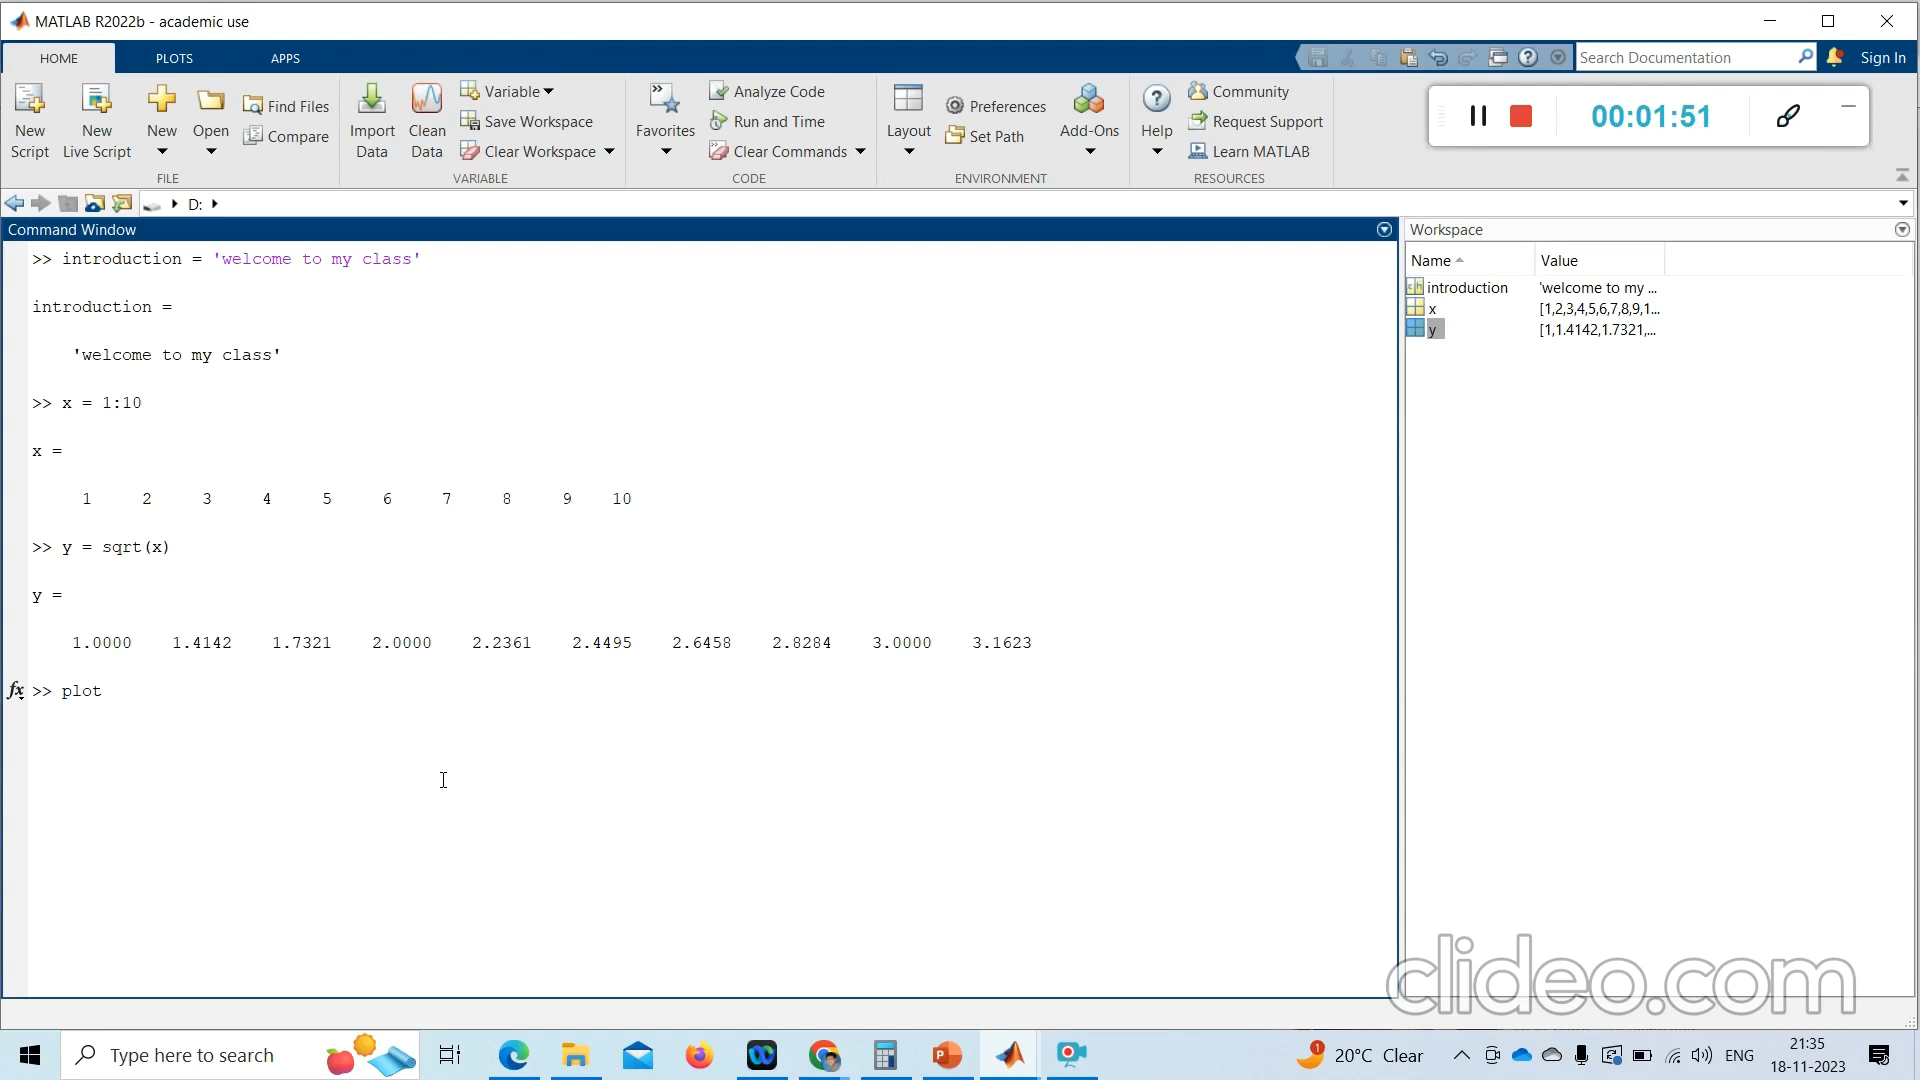 MATLAB R2022b - academic use
HOME PLOTS APPS
Search Documentation
Sign In
New Script
New Live Script
New
Open
Find Files
Compare
FILE
Import Data
Clean Data
Variable
Save Workspace
Clear Workspace
VARIABLE
Favorites
Analyze Code
Run and Time
Clear Commands
CODE
Layout
Preferences
Set Path
Add-Ons
ENVIRONMENT
Help
Community
Request Support
Learn MATLAB
RESOURCES
00:01:51
D:
Command Window
>> introduction = 'welcome to my class'
introduction =
'welcome to my class'
>> x = 1:10
x =
1 2 3 4 5 6 7 8 9 10
>> y = sqrt(x)
y =
1.0000 1.4142 1.7321 2.0000 2.2361 2.4495 2.6458 2.8284 3.0000 3.1623
fx >> plot
Workspace
Name Value
introduction 'welcome to my ...
x [1,2,3,4,5,6,7,8,9,1...
y [1,1.4142,1.7321,...
clideo.com
Type here to search
1
20°C Clear
ENG
21:35
18-11-2023